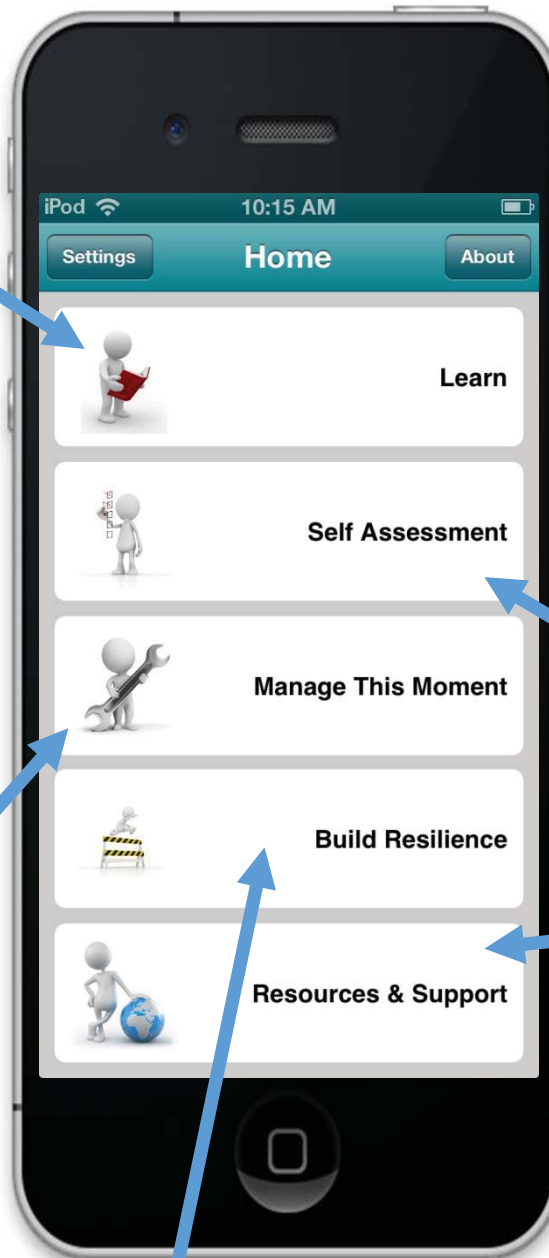 iPod 10:15 AM
Settings Home About
Learn
Self Assessment
Manage This Moment
Build Resilience
Resources & Support